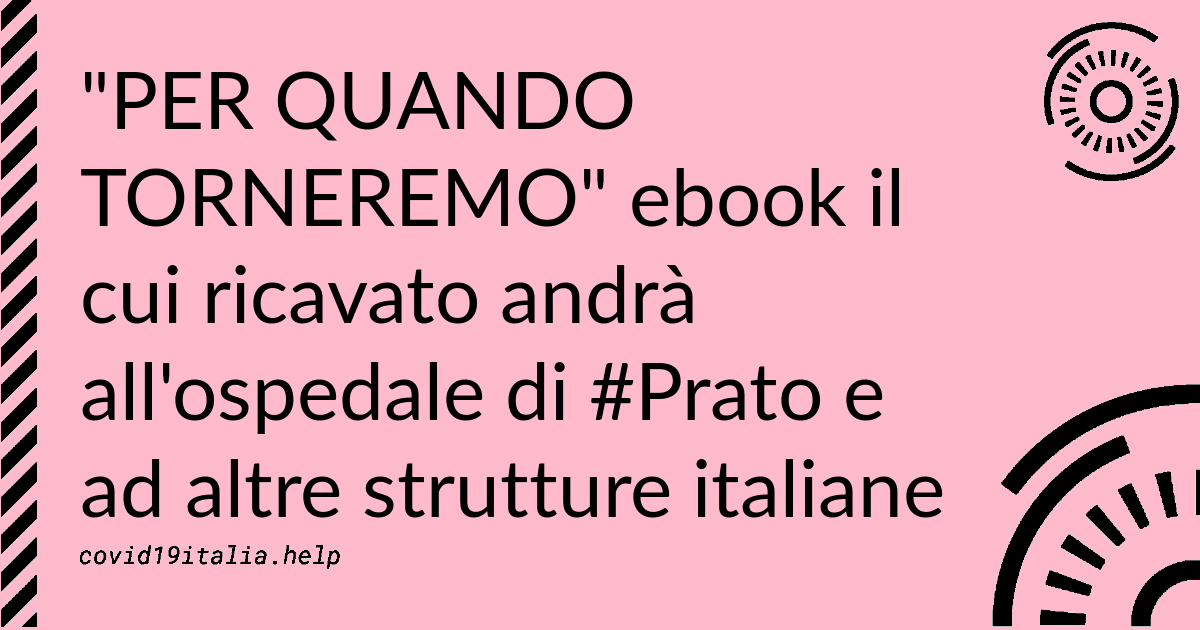 "PER QUANDO
TORNEREMO" ebook il
cui ricavato andrà
all'ospedale di #Prato e
ad altre strutture italiane
covid19italia.help